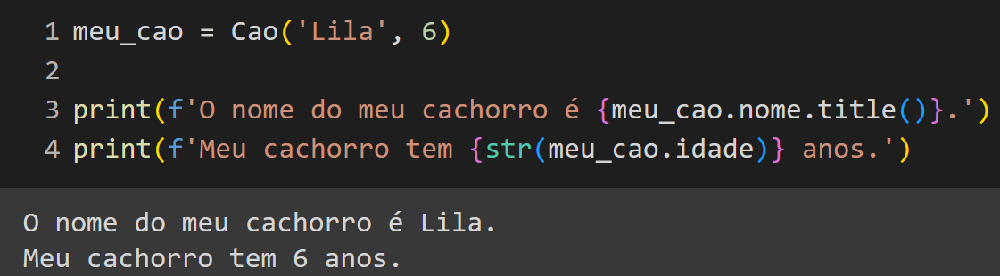 1 meu_cao = Cao('Lila', 6)
2
3 print(f'O nome do meu cachorro é {meu_cao.nome.title()}.')
4 print(f'Meu cachorro tem {str(meu_cao.idade)} anos.')
O nome do meu cachorro é Lila.
Meu cachorro tem 6 anos.